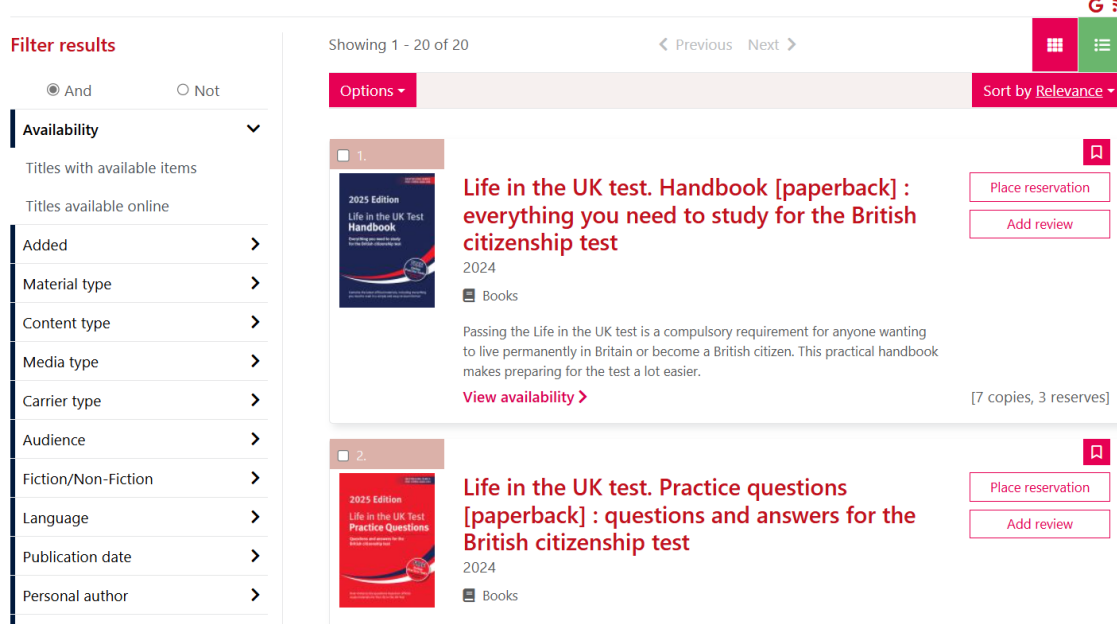 G
Filter results
And
Not
Availability
Titles with available items
Titles available online
Added
Material type
Content type
Media type
Carrier type
Audience
Fiction/Non-Fiction
Language
Publication date
Personal author
Showing 1 - 20 of 20
Previous Next
Options
Sort by Relevance
1.
2025 Edition
Life in the UK Test
Handbook
Everything you need to study
for the British citizenship test
Life in the UK test. Handbook [paperback] :
everything you need to study for the British
citizenship test
2024
Books
Passing the Life in the UK test is a compulsory requirement for anyone wanting
to live permanently in Britain or become a British citizen. This practical handbook
makes preparing for the test a lot easier.
View availability
Place reservation
Add review
[7 copies, 3 reserves]
2.
2025 Edition
Life in the UK Test
Practice Questions
Questions and answers for the
British citizenship test
Life in the UK test. Practice questions
[paperback] : questions and answers for the
British citizenship test
2024
Books
Place reservation
Add review